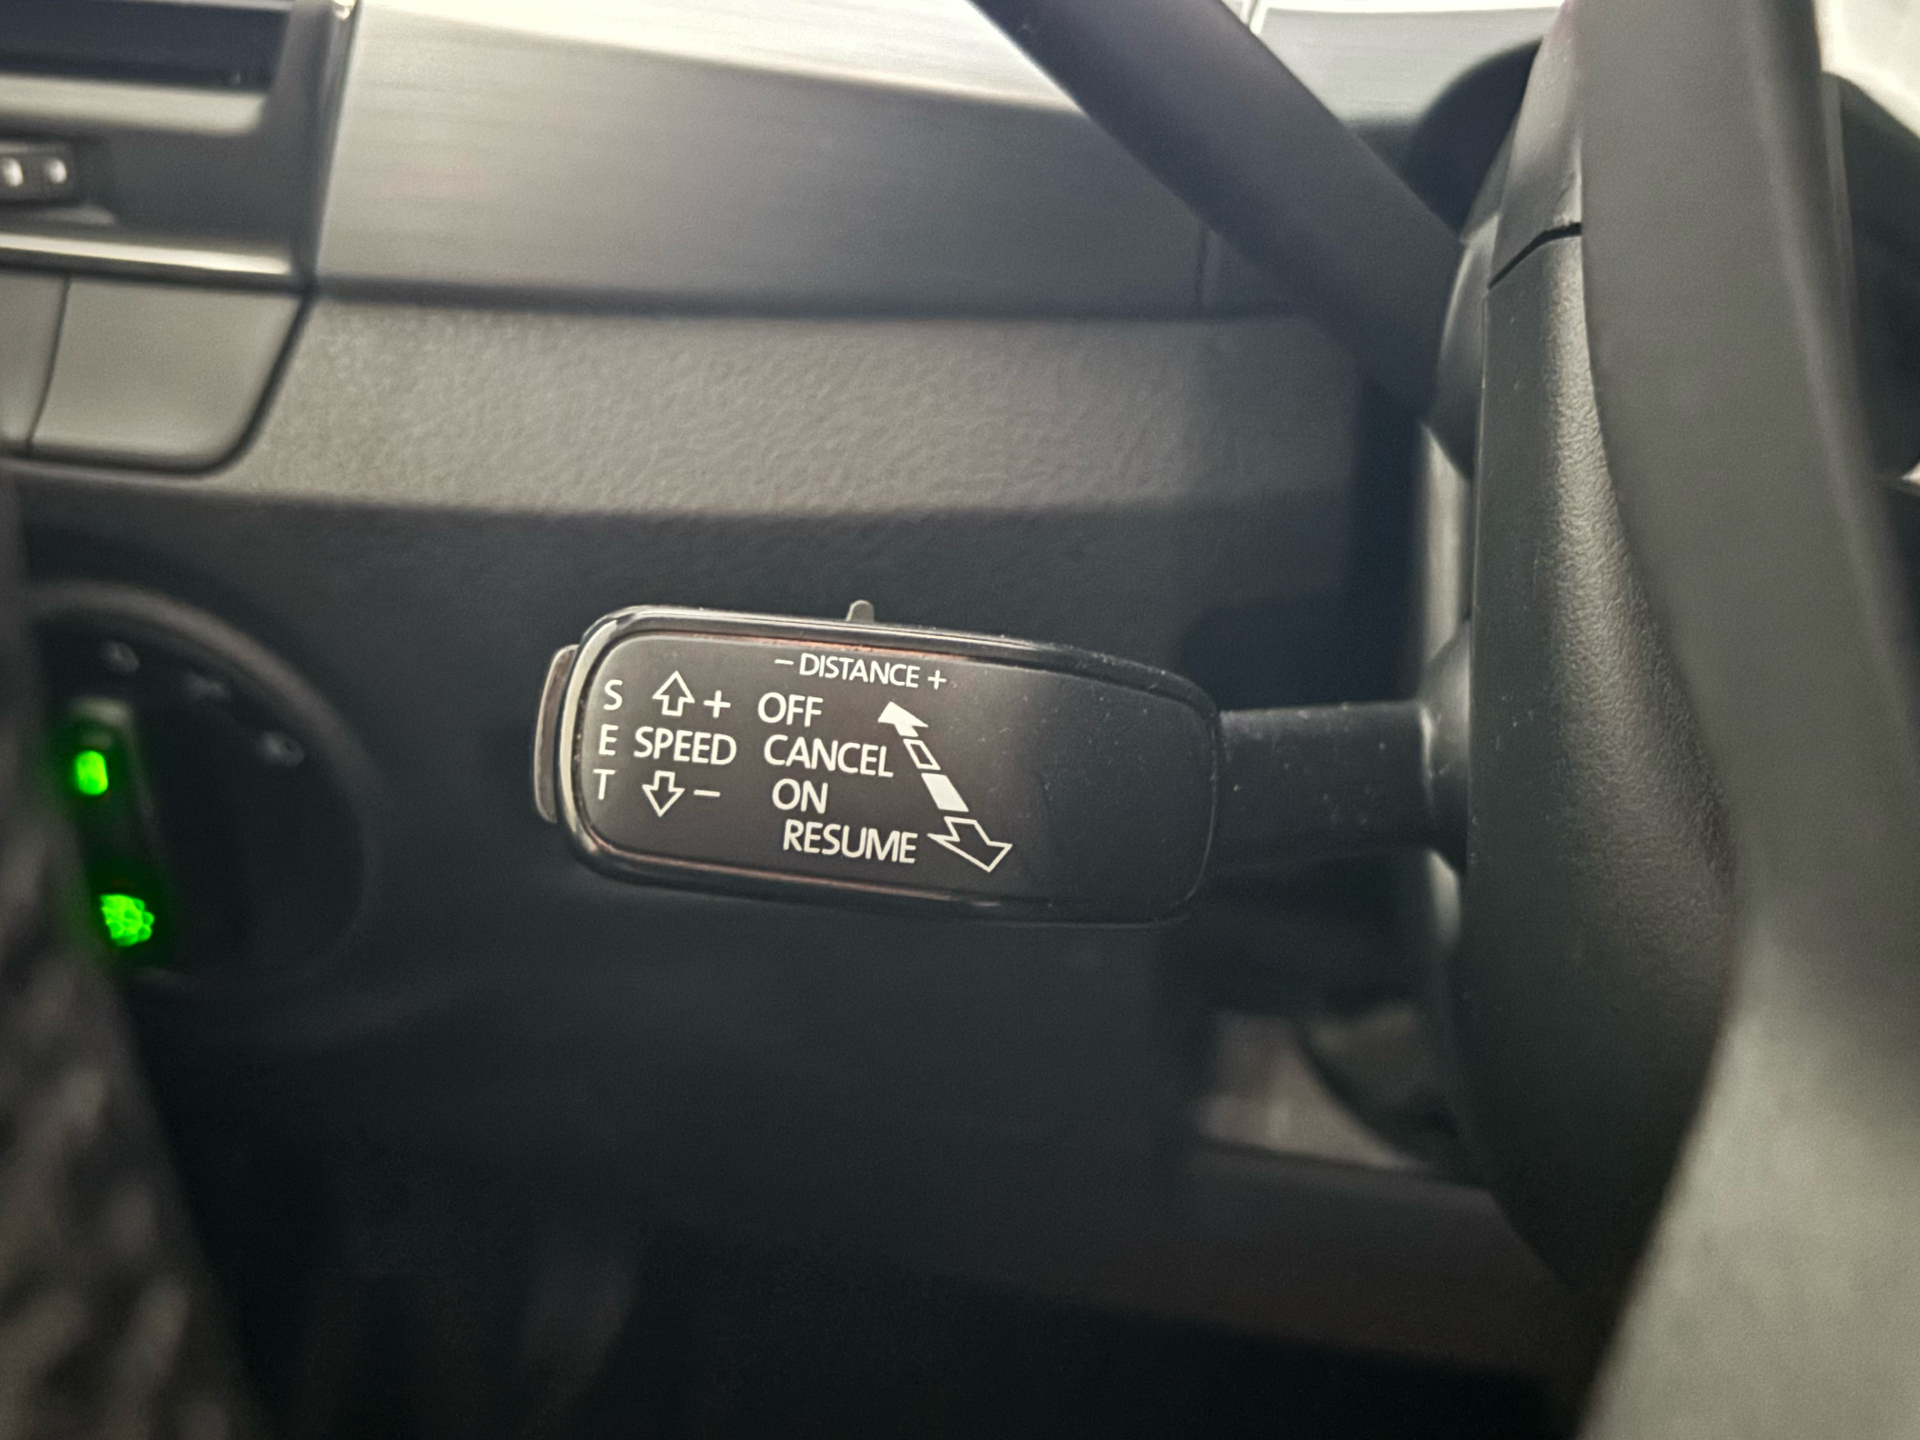 – DISTANCE +
S + OFF
E SPEED CANCEL
T – ON
RESUME